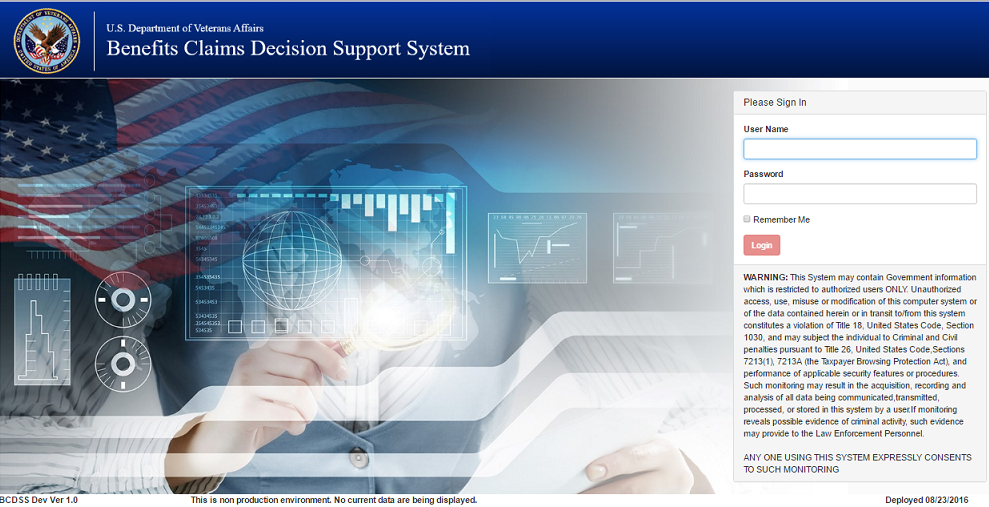 U.S. Department of Veterans Affairs
Benefits Claims Decision Support System
Please Sign In
User Name
Password
Remember Me
Login
WARNING: This System may contain Government information
which is restricted to authorized users ONLY. Unauthorized
access, use, misuse or modification of this computer system or
of the data contained herein or in transit to/from this system
constitutes a violation of Title 18, United States Code, Section
1030, and may subject the individual to Criminal and Civil
penalties pursuant to Title 26, United States Code,Sections
7213(1), 7213A (the Taxpayer Browsing Protection Act), and
performance of applicable security features or procedures.
Such monitoring may result in the acquisition, recording and
analysis of all data being communicated,transmitted,
processed, or stored in this system by a user.If monitoring
reveals possible evidence of criminal activity, such evidence
may provide to the Law Enforcement Personnel.
ANY ONE USING THIS SYSTEM EXPRESSLY CONSENTS
TO SUCH MONITORING
BCDSS Dev Ver 1.0
This is non production environment. No current data are being displayed.
Deployed 08/23/2016